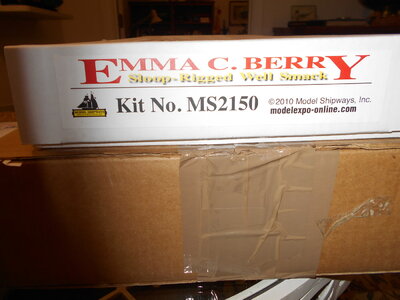 EMMA C. BERRY
Sloop-Rigged Well Smack
Kit No. MS2150
©2010 Model Shipways, Inc.
modelexpo-online.com